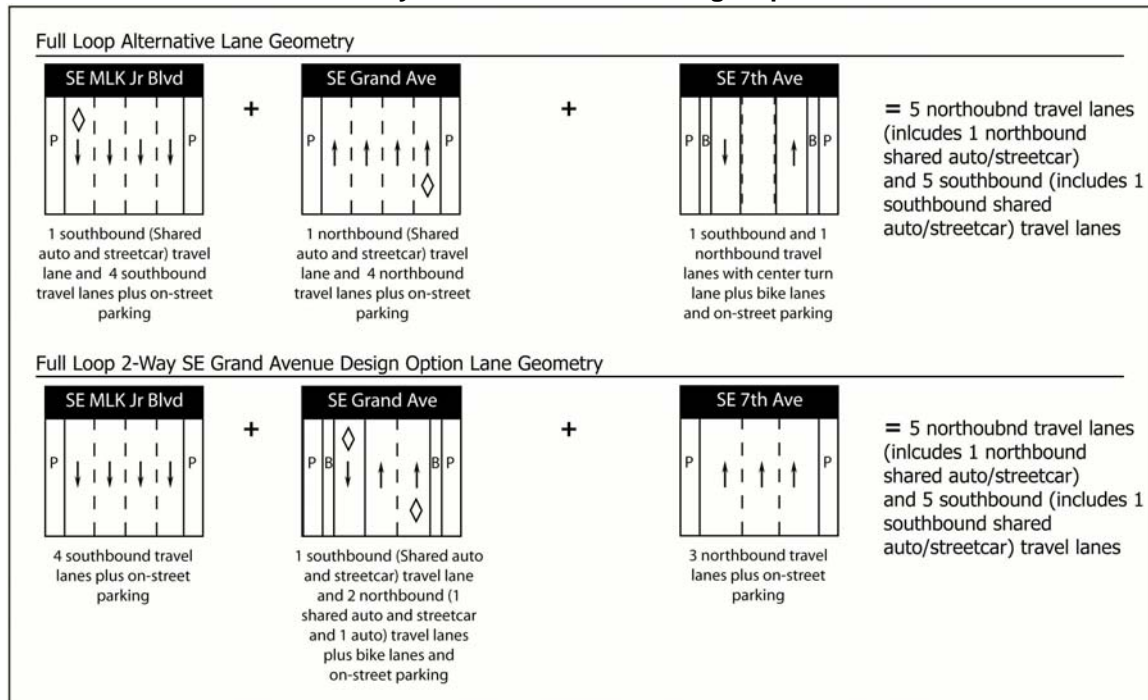 Full Loop Alternative Lane Geometry
SE MLK Jr Blvd
P
P
1 southbound (Shared
auto and streetcar) travel
lane and 4 southbound
travel lanes plus on-street
parking
+
SE Grand Ave
P
P
1 northbound (Shared
auto and streetcar) travel
lane and 4 northbound
travel lanes plus on-street
parking
+
SE 7th Ave
P B
B P
1 southbound and 1
northbound travel
lanes with center turn
lane plus bike lanes
and on-street parking
= 5 northoubnd travel lanes
(inlcudes 1 northbound
shared auto/streetcar)
and 5 southbound (includes 1
southbound shared
auto/streetcar) travel lanes
Full Loop 2-Way SE Grand Avenue Design Option Lane Geometry
SE MLK Jr Blvd
P
P
4 southbound travel
lanes plus on-street
parking
+
SE Grand Ave
P B
B P
1 southbound (Shared auto
and streetcar) travel lane
and 2 northbound (1
shared auto and streetcar
and 1 auto) travel lanes
plus bike lanes and
on-street parking
+
SE 7th Ave
P
P
3 northbound travel
lanes plus on-street
parking
= 5 northoubnd travel lanes
(inlcudes 1 northbound
shared auto/streetcar)
and 5 southbound (includes 1
southbound shared
auto/streetcar) travel lanes